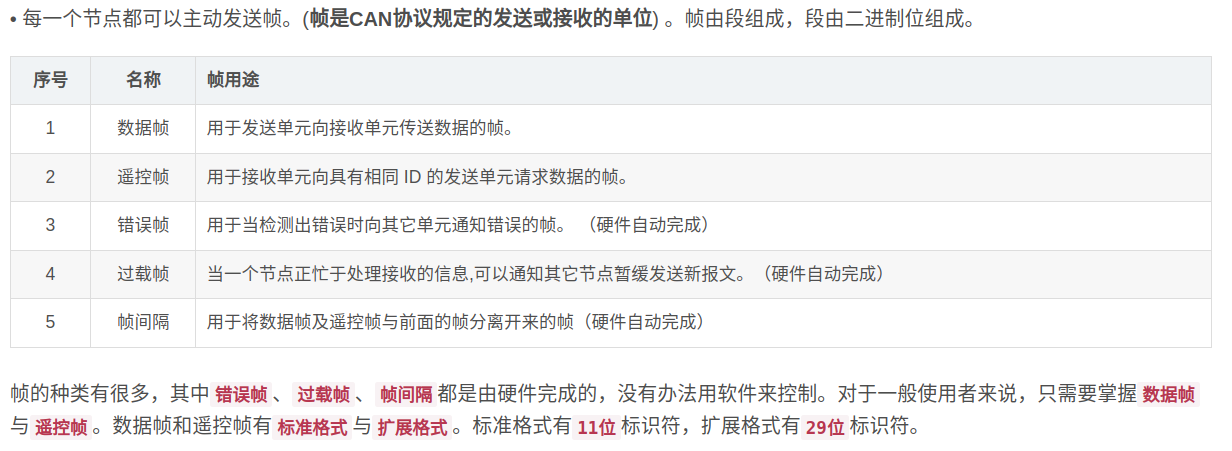 • 每一个节点都可以主动发送帧。(帧是CAN协议规定的发送或接收的单位) 。帧由段组成，段由二进制位组成。
序号 名称 帧用途
1 数据帧 用于发送单元向接收单元传送数据的帧。
2 遥控帧 用于接收单元向具有相同 ID 的发送单元请求数据的帧。
3 错误帧 用于当检测出错误时向其它单元通知错误的帧。 （硬件自动完成）
4 过载帧 当一个节点正忙于处理接收的信息,可以通知其它节点暂缓发送新报文。（硬件自动完成）
5 帧间隔 用于将数据帧及遥控帧与前面的帧分离开来的帧（硬件自动完成）
帧的种类有很多，其中 错误帧 、 过载帧 、 帧间隔 都是由硬件完成的，没有办法用软件来控制。对于一般使用者来说，只需要掌握 数据帧
与 遥控帧 。数据帧和遥控帧有 标准格式 与 扩展格式 。标准格式有 11位 标识符，扩展格式有 29位 标识符。